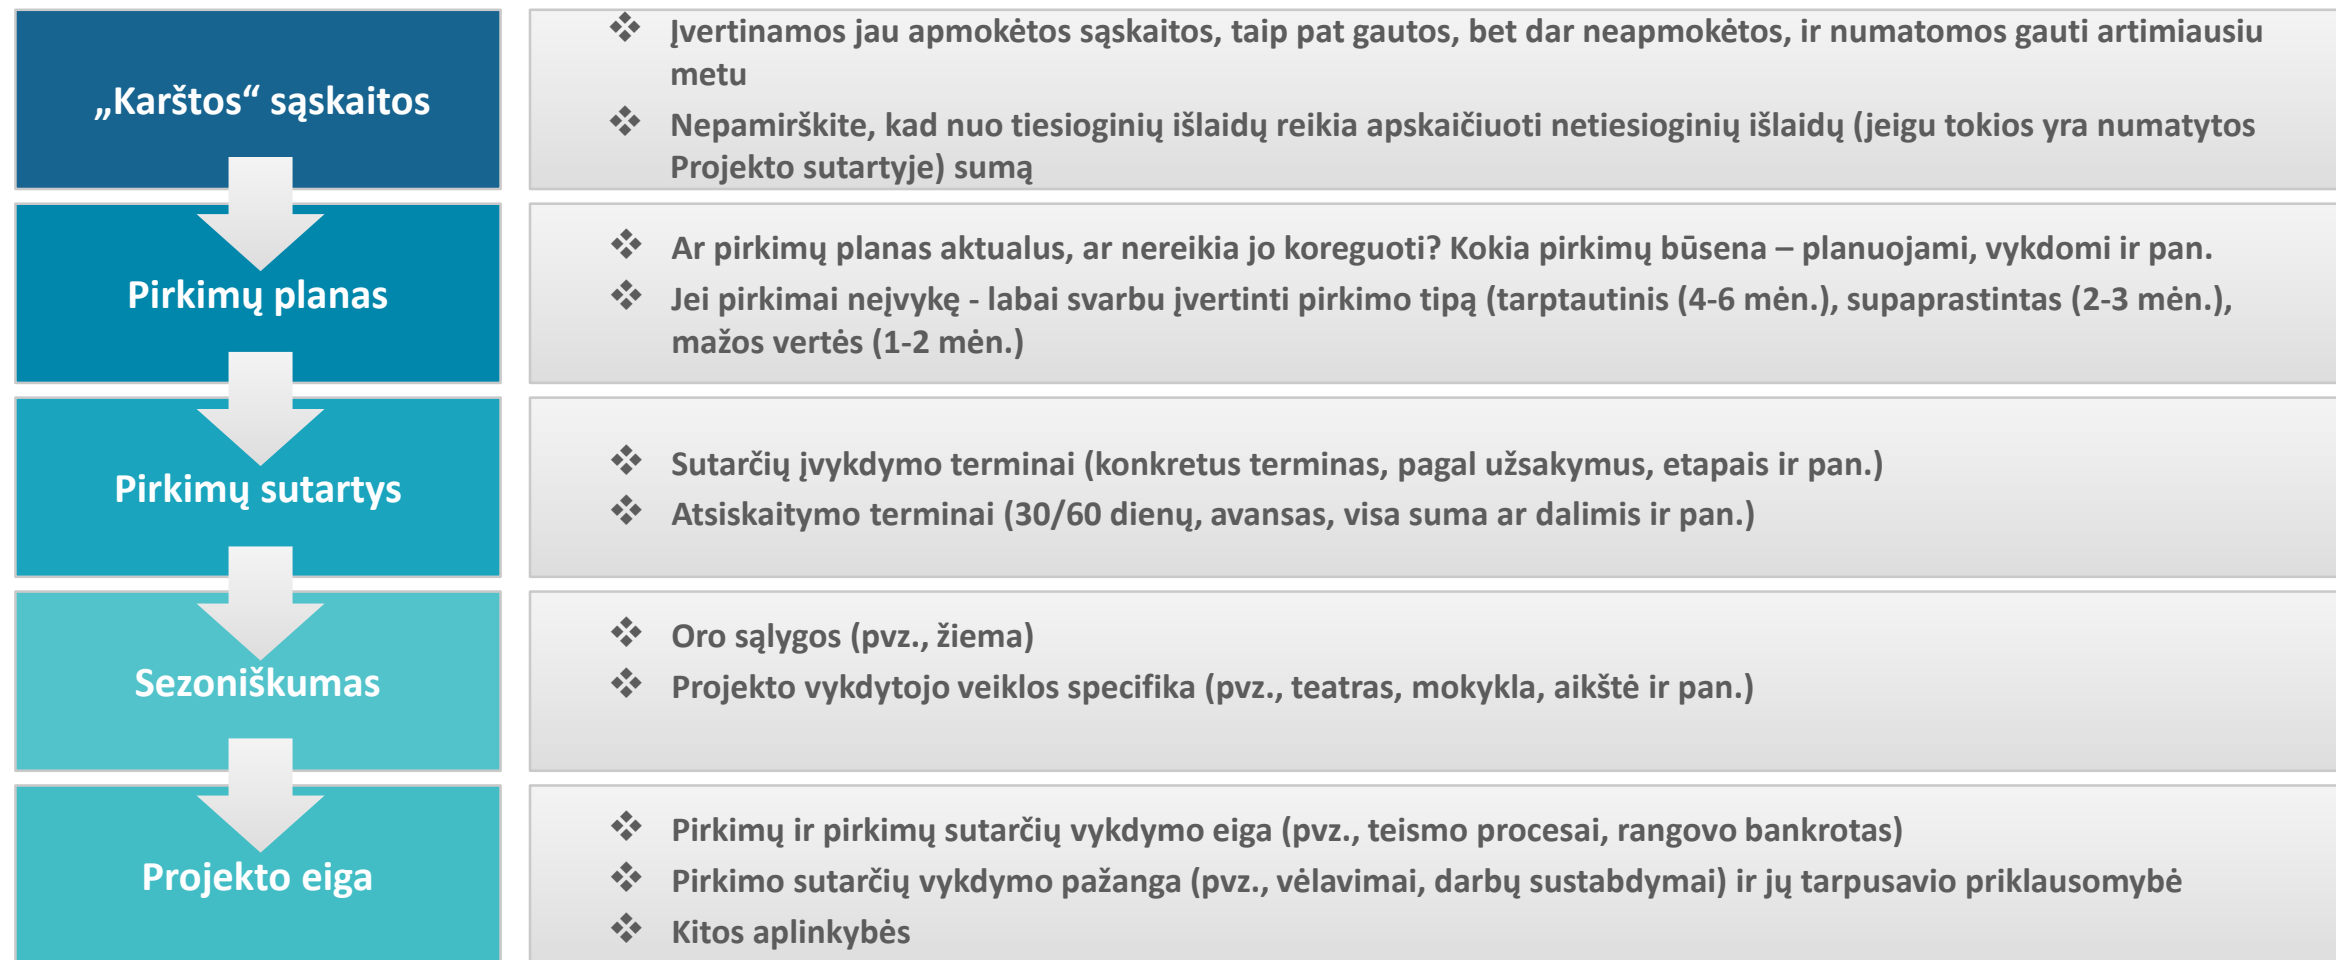 „Karštos“ sąskaitos
❖ Įvertinamos jau apmokėtos sąskaitos, taip pat gautos, bet dar neapmokėtos, ir numatomos gauti artimiausiu
metu
❖ Nepamirškite, kad nuo tiesioginių išlaidų reikia apskaičiuoti netiesioginių išlaidų (jeigu tokios yra numatytos
Projekto sutartyje) sumą
Pirkimų planas
❖ Ar pirkimų planas aktualus, ar nereikia jo koreguoti? Kokia pirkimų būsena – planuojami, vykdomi ir pan.
❖ Jei pirkimai neįvykę - labai svarbu įvertinti pirkimo tipą (tarptautinis (4-6 mėn.), supaprastintas (2-3 mėn.),
mažos vertės (1-2 mėn.)
Pirkimų sutartys
❖ Sutarčių įvykdymo terminai (konkretus terminas, pagal užsakymus, etapais ir pan.)
❖ Atsiskaitymo terminai (30/60 dienų, avansas, visa suma ar dalimis ir pan.)
Sezoniškumas
❖ Oro sąlygos (pvz., žiema)
❖ Projekto vykdytojo veiklos specifika (pvz., teatras, mokykla, aikštė ir pan.)
Projekto eiga
❖ Pirkimų ir pirkimų sutarčių vykdymo eiga (pvz., teismo procesai, rangovo bankrotas)
❖ Pirkimo sutarčių vykdymo pažanga (pvz., vėlavimai, darbų sustabdymai) ir jų tarpusavio priklausomybė
❖ Kitos aplinkybės